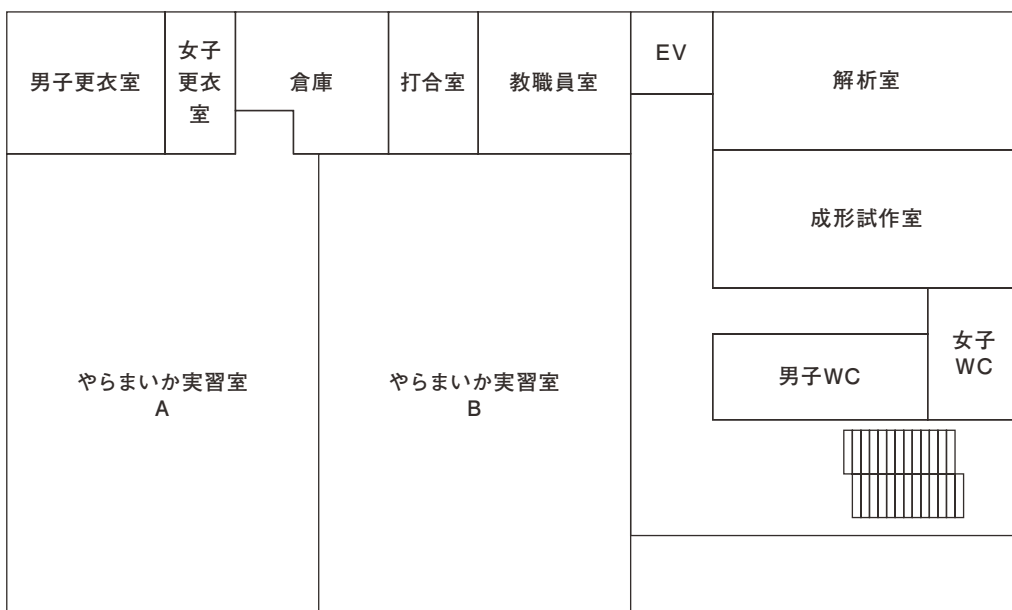 男子更衣室
女子
更衣
室
倉庫
打合室
教職員室
EV
解析室
成形試作室
やらまいか実習室
A
やらまいか実習室
B
男子WC
女子
WC